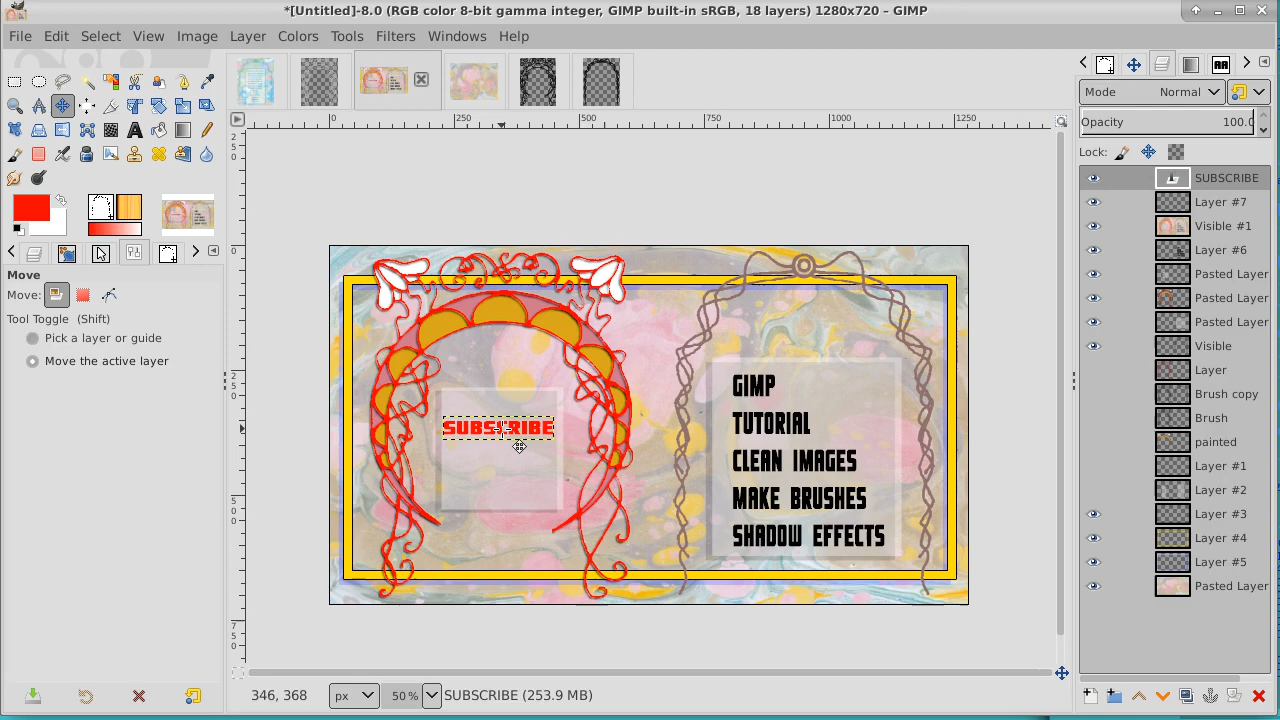 *[Untitled]-8.0 (RGB color 8-bit gamma integer, GIMP built-in sRGB, 18 layers) 1280x720 – GIMP
File Edit Select View Image Layer Colors Tools Filters Windows Help
Mode Normal
Opacity 100.0
Lock:
0 250 500 750 1000 1250
250
0
250
500
750
Move
Move:
Tool Toggle (Shift)
Pick a layer or guide
Move the active layer
SUBSCRIBE
GIMP
TUTORIAL
CLEAN IMAGES
MAKE BRUSHES
SHADOW EFFECTS
SUBSCRIBE
Layer #7
Visible #1
Layer #6
Pasted Layer
Pasted Layer
Pasted Layer
Visible
Layer
Brush copy
Brush
painted
Layer #1
Layer #2
Layer #3
Layer #4
Layer #5
Pasted Layer
346, 368 px 50 % SUBSCRIBE (253.9 MB)